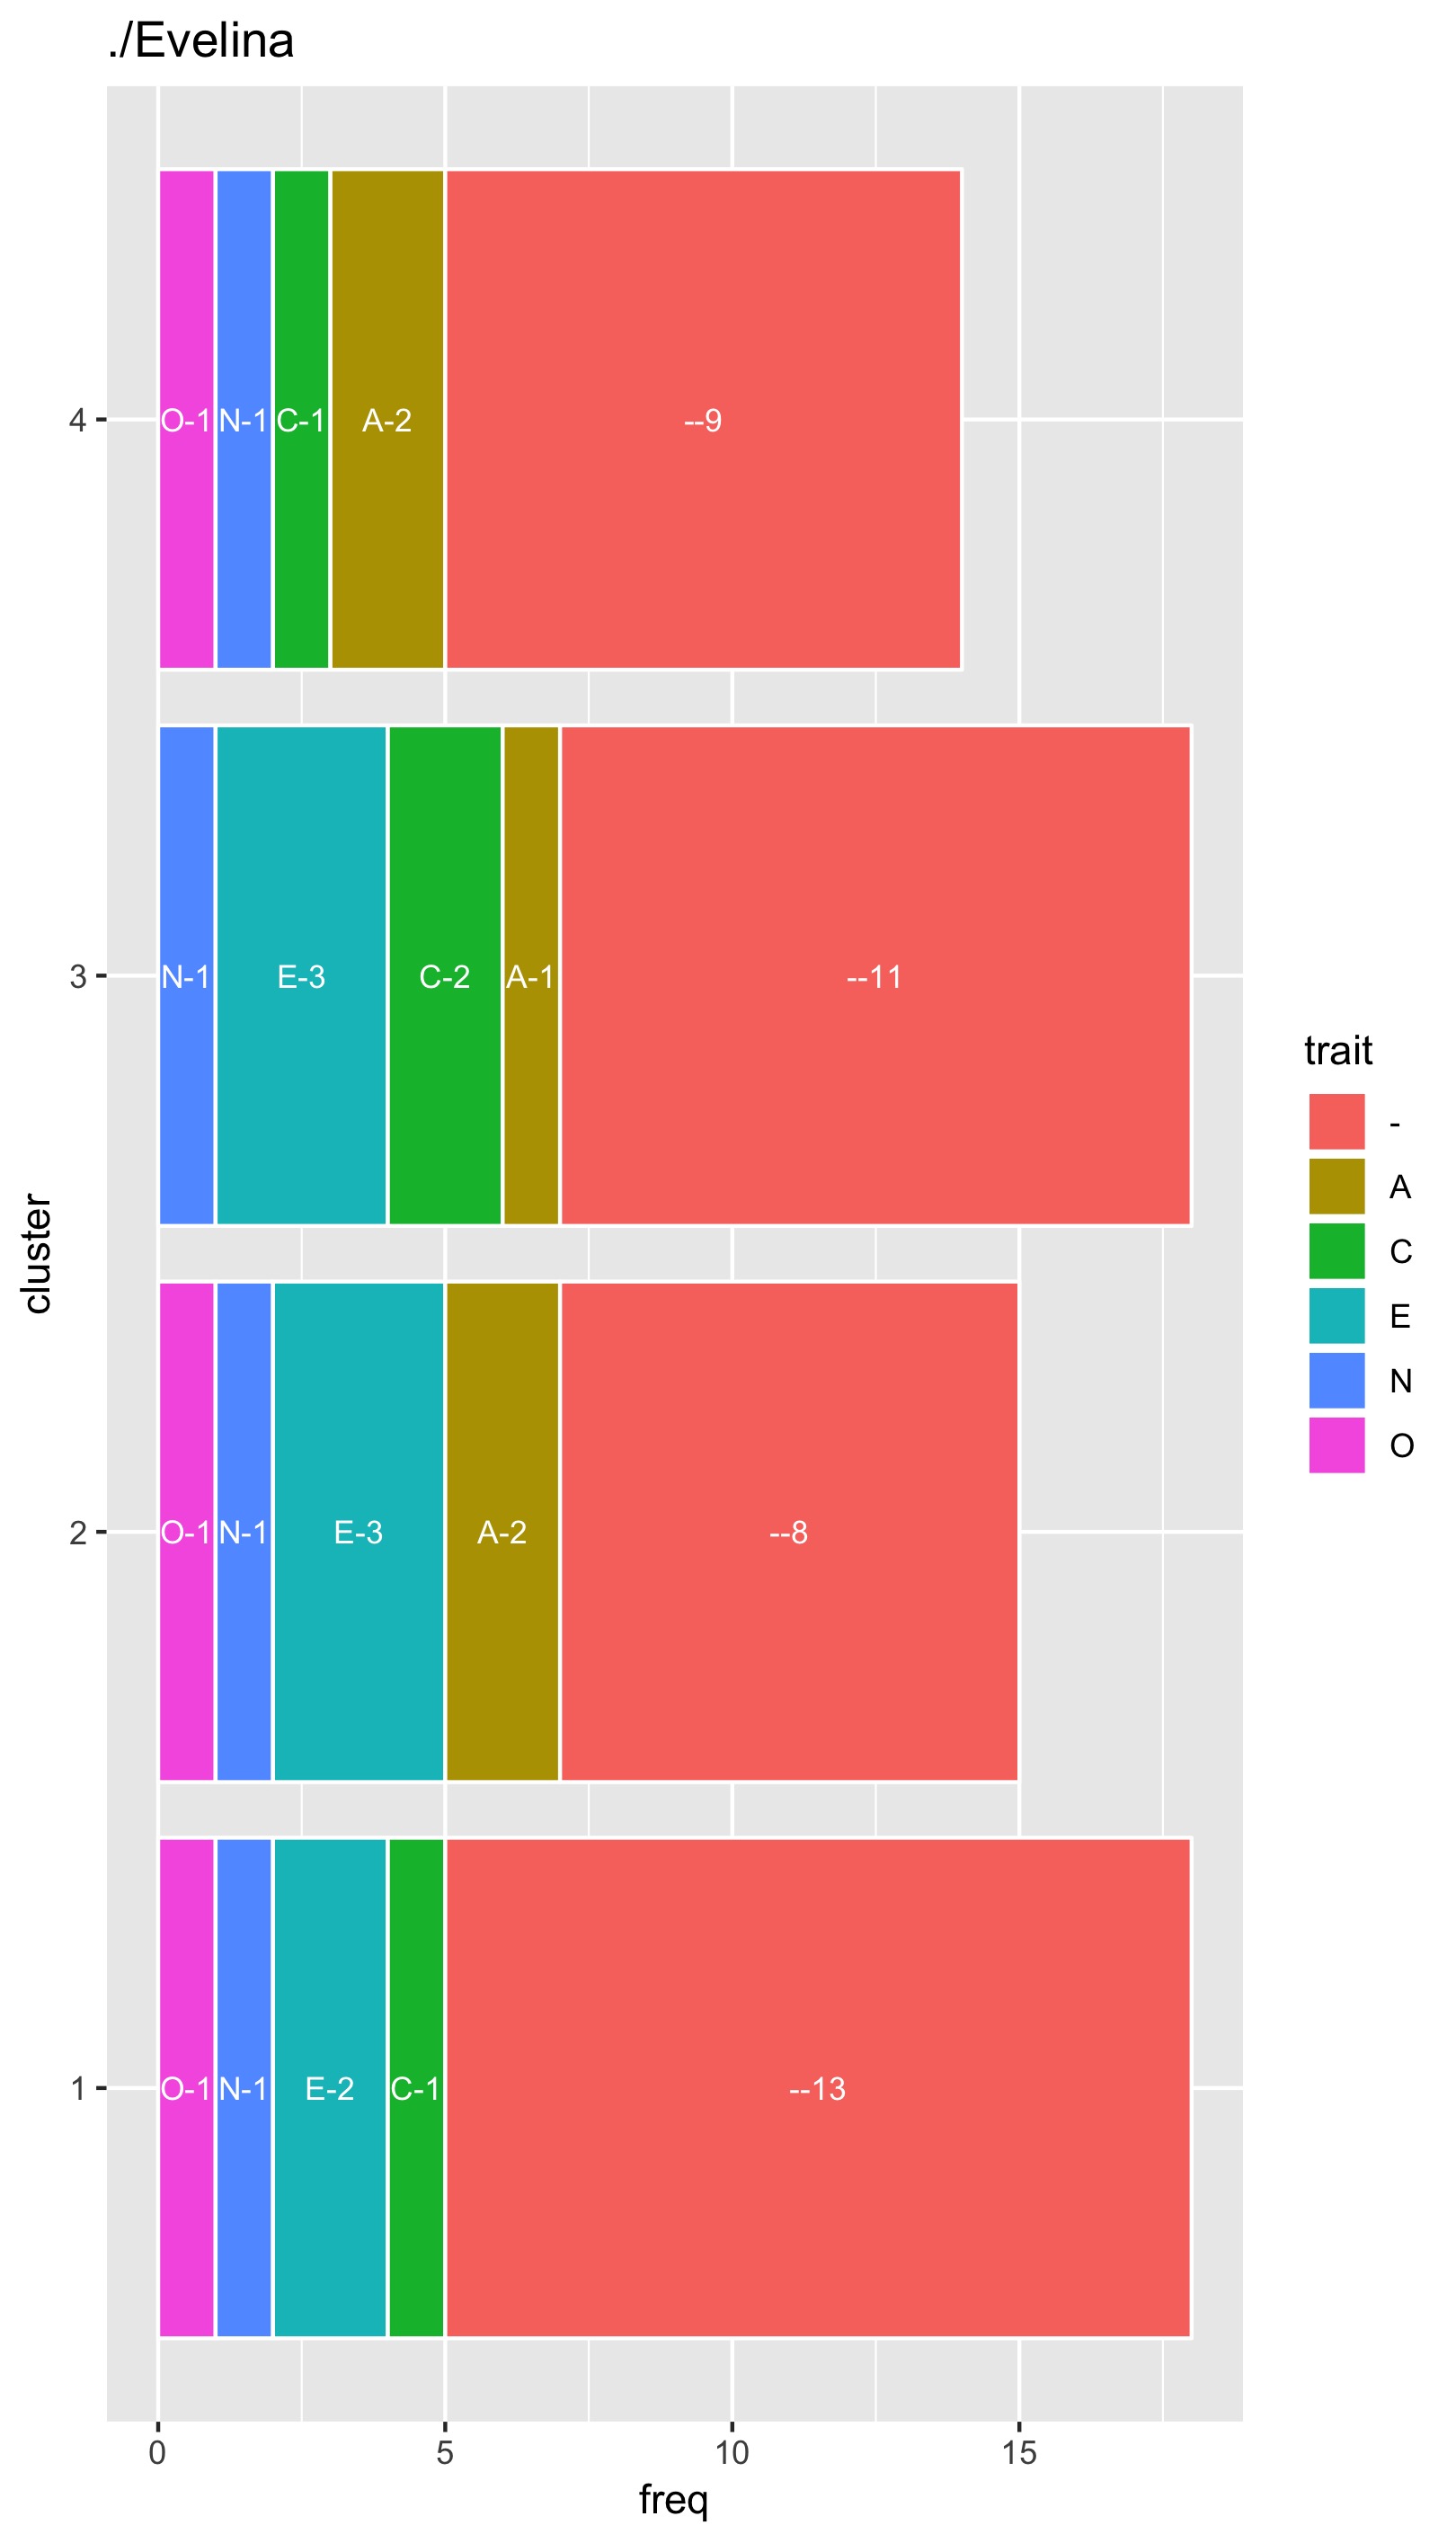 ./Evelina
4
O-1 N-1 C-1 A-2 --9
3
N-1 E-3 C-2 A-1 --11
2
O-1 N-1 E-3 A-2 --8
1
O-1 N-1 E-2 C-1 --13
0 5 10 15
freq
cluster
trait
-
A
C
E
N
O